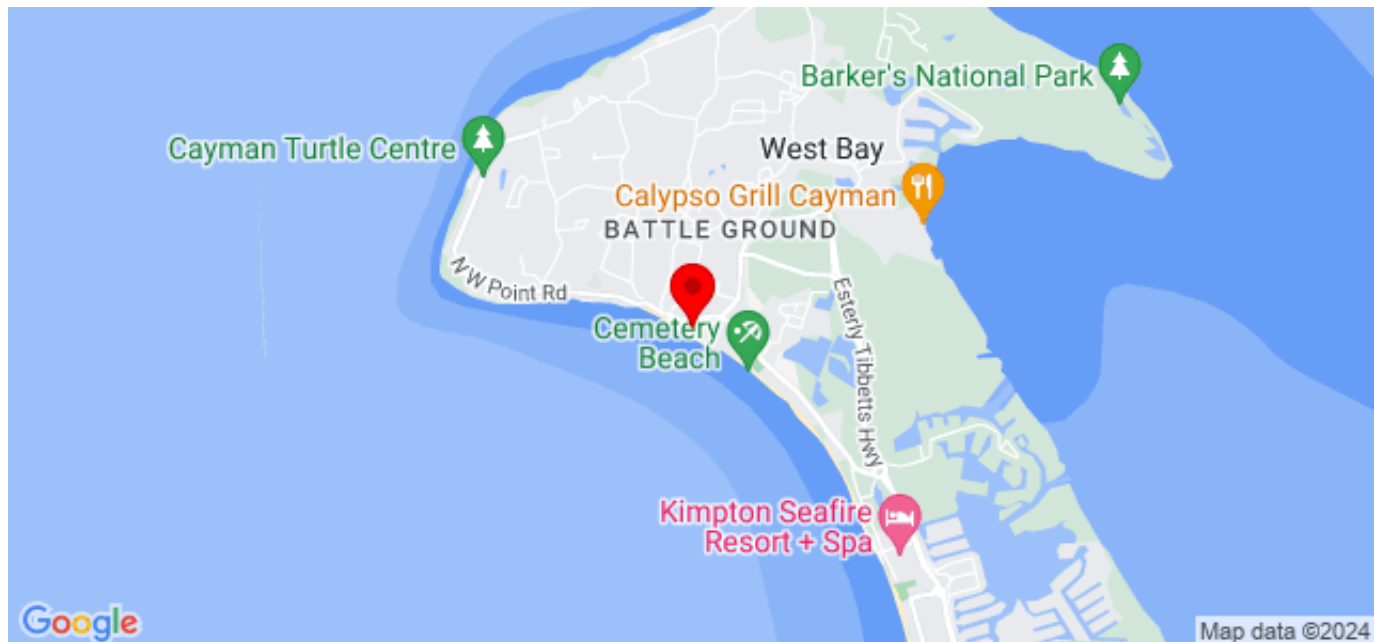 Barker's National Park
Cayman Turtle Centre
West Bay
Calypso Grill Cayman
BATTLE GROUND
N W Point Rd
Esterly Tibbetts Hwy
Cemetery
Beach
Kimpton Seafire
Resort + Spa
Google
Map data ©2024